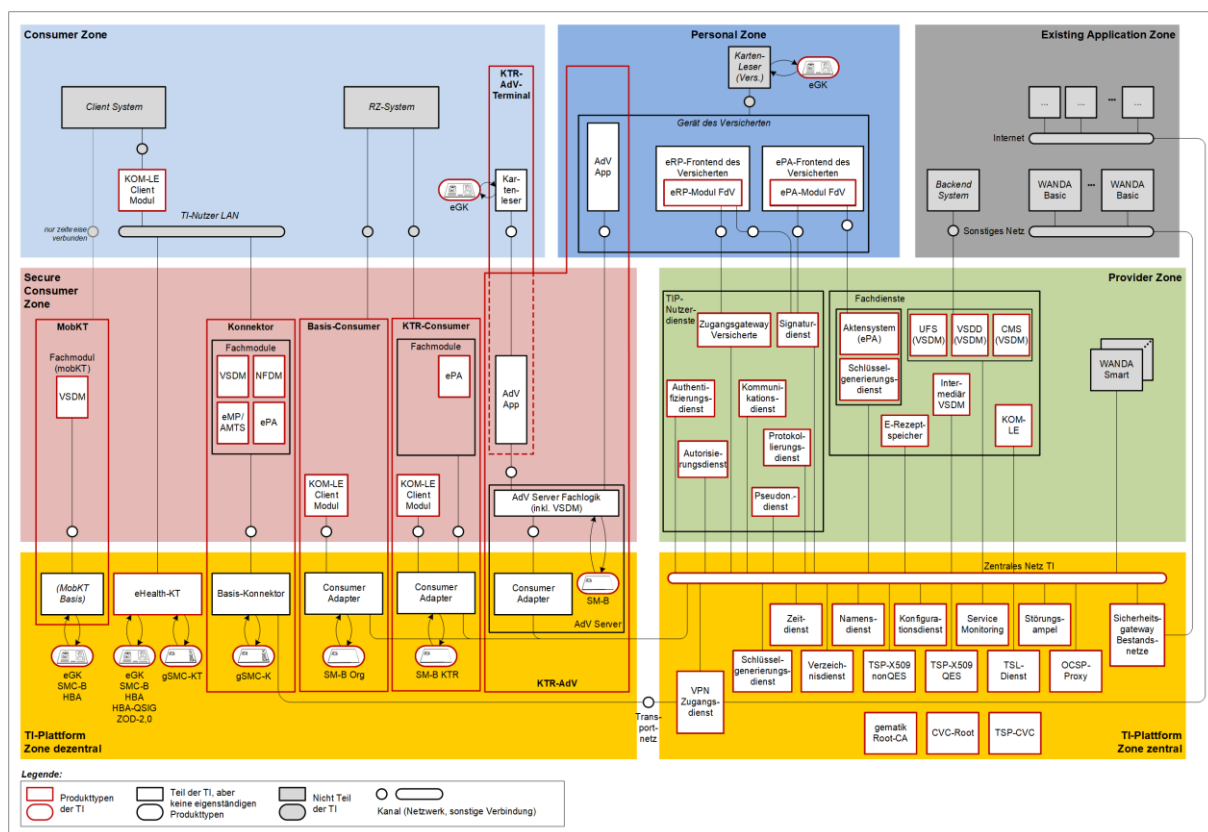 Consumer Zone
Client System
RZ-System
KTR-
AdV-
Terminal
KOM-LE
Client
Modul
TI-Nutzer LAN
nur zeitweise
verbunden
eGK
Kar-
ten-
leser
Personal Zone
Karten-
Leser
(Vers.)
eGK
Gerät des Versicherten
AdV
App
eRP-Frontend des
Versicherten
eRP-Modul FdV
ePA-Frontend des
Versicherten
ePA-Modul FdV
Existing Application Zone
...
...
...
...
Internet
Backend
System
WANDA
Basic
...
WANDA
Basic
Sonstiges Netz
Secure
Consumer
Zone
MobKT
Fachmodul
(mobKT)
VSDM
Konnektor
Fachmodule
VSDM
NFDM
eMP/
AMTS
ePA
Basis-Consumer
KOM-LE
Client
Modul
KTR-Consumer
Fachmodule
ePA
KOM-LE
Client
Modul
AdV
App
AdV Server Fachlogik
(inkl. VSDM)
Provider Zone
TIP-
Nutzer-
dienste
Zugangsgateway
Versicherte
Signatur-
dienst
Authenti-
fizierungs-
dienst
Kommuni-
kations-
dienst
Autorisie-
rungsdienst
Protokol-
lierungs-
dienst
Pseudon.-
dienst
Fachdienste
Aktensystem
(ePA)
Schlüssel-
generierungs-
dienst
UFS
(VSDM)
VSDD
(VSDM)
CMS
(VSDM)
Inter-
mediär
VSDM
E-Rezept-
speicher
KOM-
LE
WANDA
Smart
(MobKT
Basis)
eHealth-KT
Basis-Konnektor
Consumer
Adapter
Consumer
Adapter
Consumer
Adapter
SM-B
AdV Server
eGK
SMC-B
HBA
eGK
SMC-B
HBA
HBA-QSIG
ZOD-2,0
gSMC-KT
gSMC-K
SM-B Org
SM-B KTR
KTR-AdV
TI-Plattform
Zone dezentral
Trans-
port-
netz
Zentrales Netz TI
Zeit-
dienst
Namens-
dienst
Konfigu-
rationsdienst
Service
Monitoring
Störungs-
ampel
Sicherheits-
gateway
Bestands-
netze
Schlüssel-
generierungs-
dienst
Verzeich-
nisdienst
TSP-X509
nonQES
TSP-X509
QES
TSL-
Dienst
OCSP-
Proxy
VPN
Zugangs-
dienst
gematik
Root-CA
CVC-Root
TSP-CVC
TI-Plattform
Zone zentral
Legende:
Produkttypen
der TI
Teil der TI, aber
keine eigenständigen
Produkttypen
Nicht Teil
der TI
Kanal (Netzwerk, sonstige Verbindung)